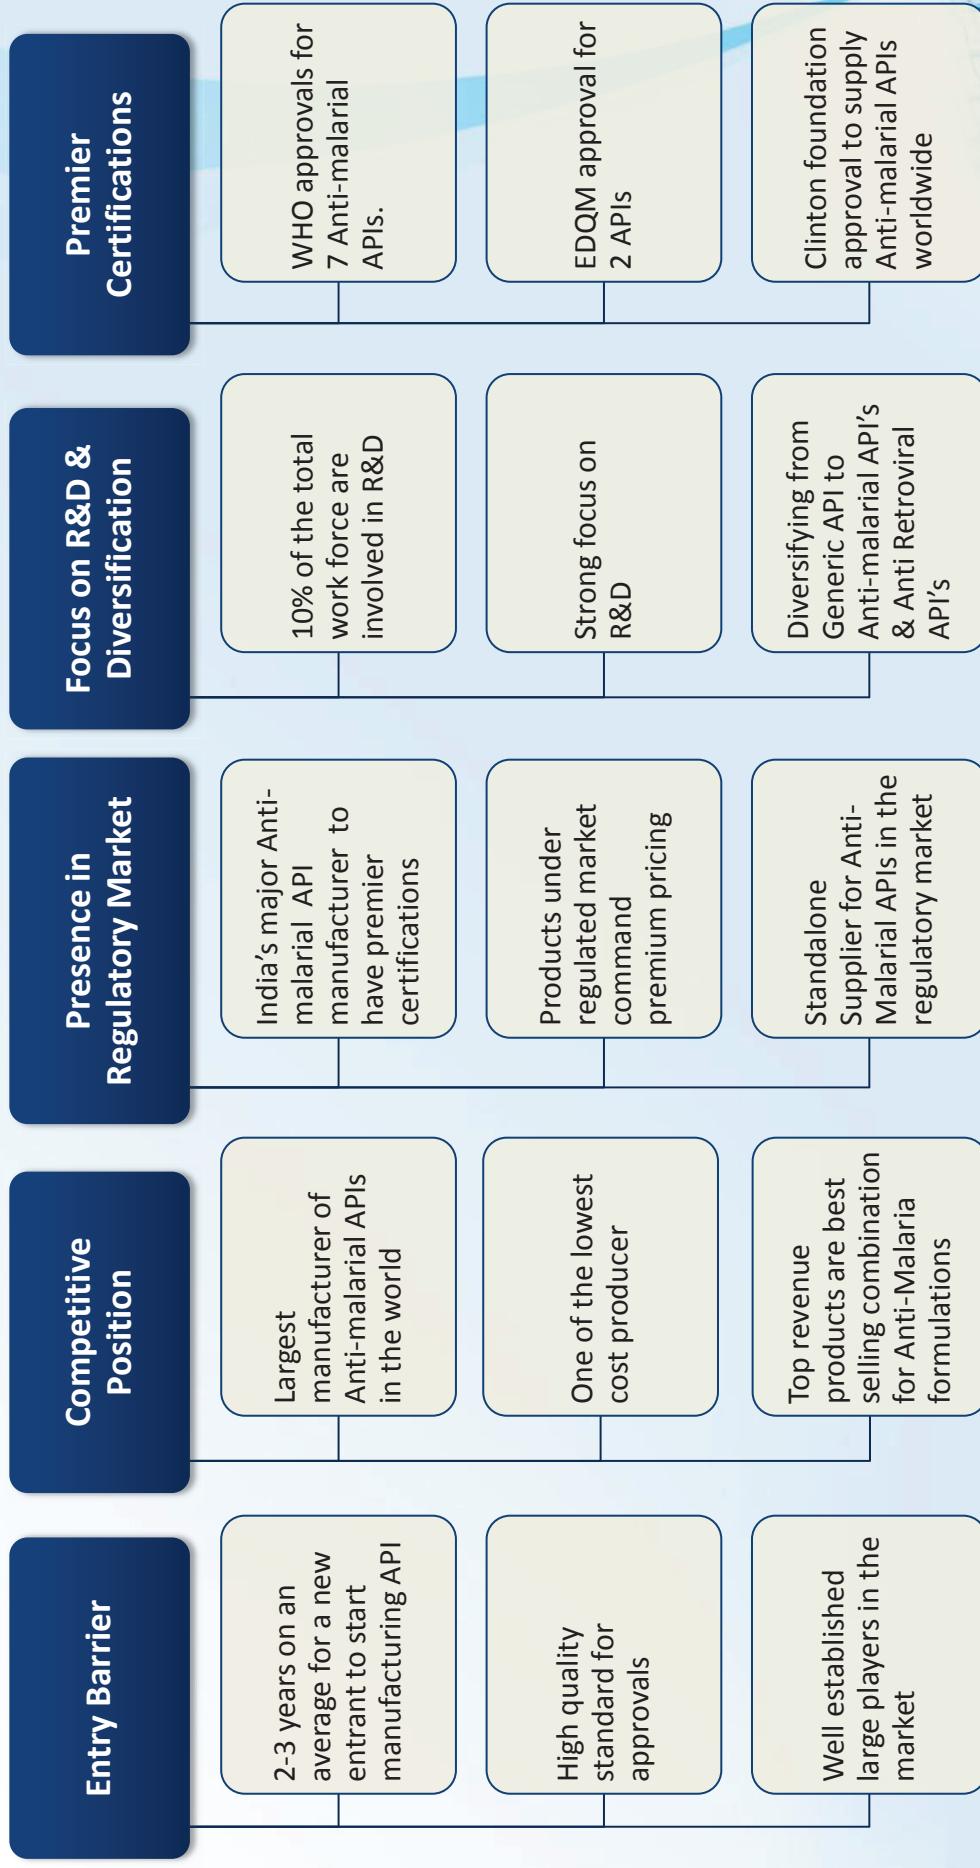 Entry Barrier
2-3 years on an
average for a new
entrant to start
manufacturing API
High quality
standard for
approvals
Well established
large players in the
market
Competitive
Position
Largest
manufacturer of
Anti-malarial APIs
in the world
One of the lowest
cost producer
Top revenue
products are best
selling combination
for Anti-Malaria
formulations
Presence in
Regulatory Market
India’s major Anti-
malarial API
manufacturer to
have premier
certifications
Products under
regulated market
command
premium pricing
Standalone
Supplier for Anti-
Malarial APIs in the
regulatory market
Focus on R&D &
Diversification
10% of the total
work force are
involved in R&D
Strong focus on
R&D
Diversifying from
Generic API to
Anti-malarial API’s
& Anti Retroviral
API’s
Premier
Certifications
WHO approvals for
7 Anti-malarial
APIs.
EDQM approval for
2 APIs
Clinton foundation
approval to supply
Anti-malarial APIs
worldwide